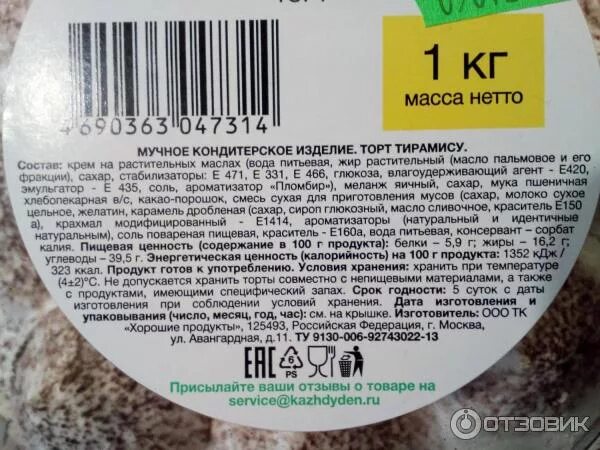 1 кг
масса нетто
4 690363 047314
МУЧНОЕ КОНДИТЕРСКОЕ ИЗДЕЛИЕ. ТОРТ ТИРАМИСУ.
Состав: крем на растительных маслах (вода питьевая, жир растительный (масло пальмовое и его
фракции), сахар, стабилизаторы: Е 471, Е 331, Е 466, глюкоза, влагоудерживающий агент - Е420,
эмульгатор - Е 435, соль, ароматизатор «Пломбир»), меланж яичный, сахар, мука пшеничная
хлебопекарная в/с, какао-порошок, смесь сухая для приготовления мусов (сахар, молоко сухое
цельное, желатин, карамель дробленая (сахар, сироп глюкозный, масло сливочное, краситель Е150
а), крахмал модифицированный - Е1414, ароматизаторы (натуральный и идентичные
натуральным), соль поваренная пищевая, краситель - Е160а, вода питьевая, консервант – сорбат
калия. Пищевая ценность (содержание в 100 г продукта): белки – 5,9 г; жиры – 16,2 г;
углеводы – 39,5 г. Энергетическая ценность (калорийность) на 100 г продукта: 1352 кДж /
323 ккал. Продукт готов к употреблению. Условия хранения: хранить при температуре
(4±2)°С. Не допускается хранить торты совместно с непищевыми материалами, а также
с продуктами, имеющими специфический запах. Срок годности: 5 суток с даты
изготовления при соблюдении условий хранения. Дата изготовления и
упаковывания (число, месяц, год, час): см. на крышке. Изготовитель: ООО ТК
«Хорошие продукты», 125493, Российская Федерация, г. Москва,
ул. Авангардная, д.11. ТУ 9130-006-92743022-13
ЕАС 6 PS
Присылайте ваши отзывы о товаре на
service@kazhdyden.ru
ОТЗОВИК